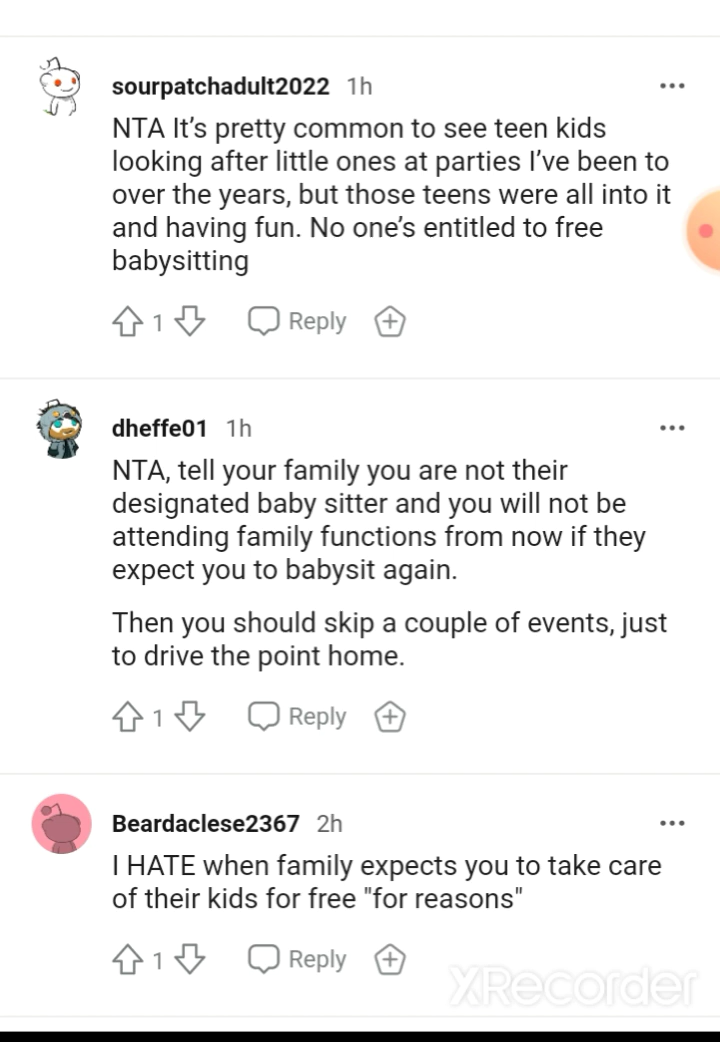 sourpatchadult2022 1h
NTA It's pretty common to see teen kids
looking after little ones at parties I've been to
over the years, but those teens were all into it
and having fun. No one's entitled to free
babysitting
1 Reply
dheffe01 1h
NTA, tell your family you are not their
designated baby sitter and you will not be
attending family functions from now if they
expect you to babysit again.
Then you should skip a couple of events, just
to drive the point home.
1 Reply
Beardaclese2367 2h
I HATE when family expects you to take care
of their kids for free "for reasons"
1 Reply
XRecorder